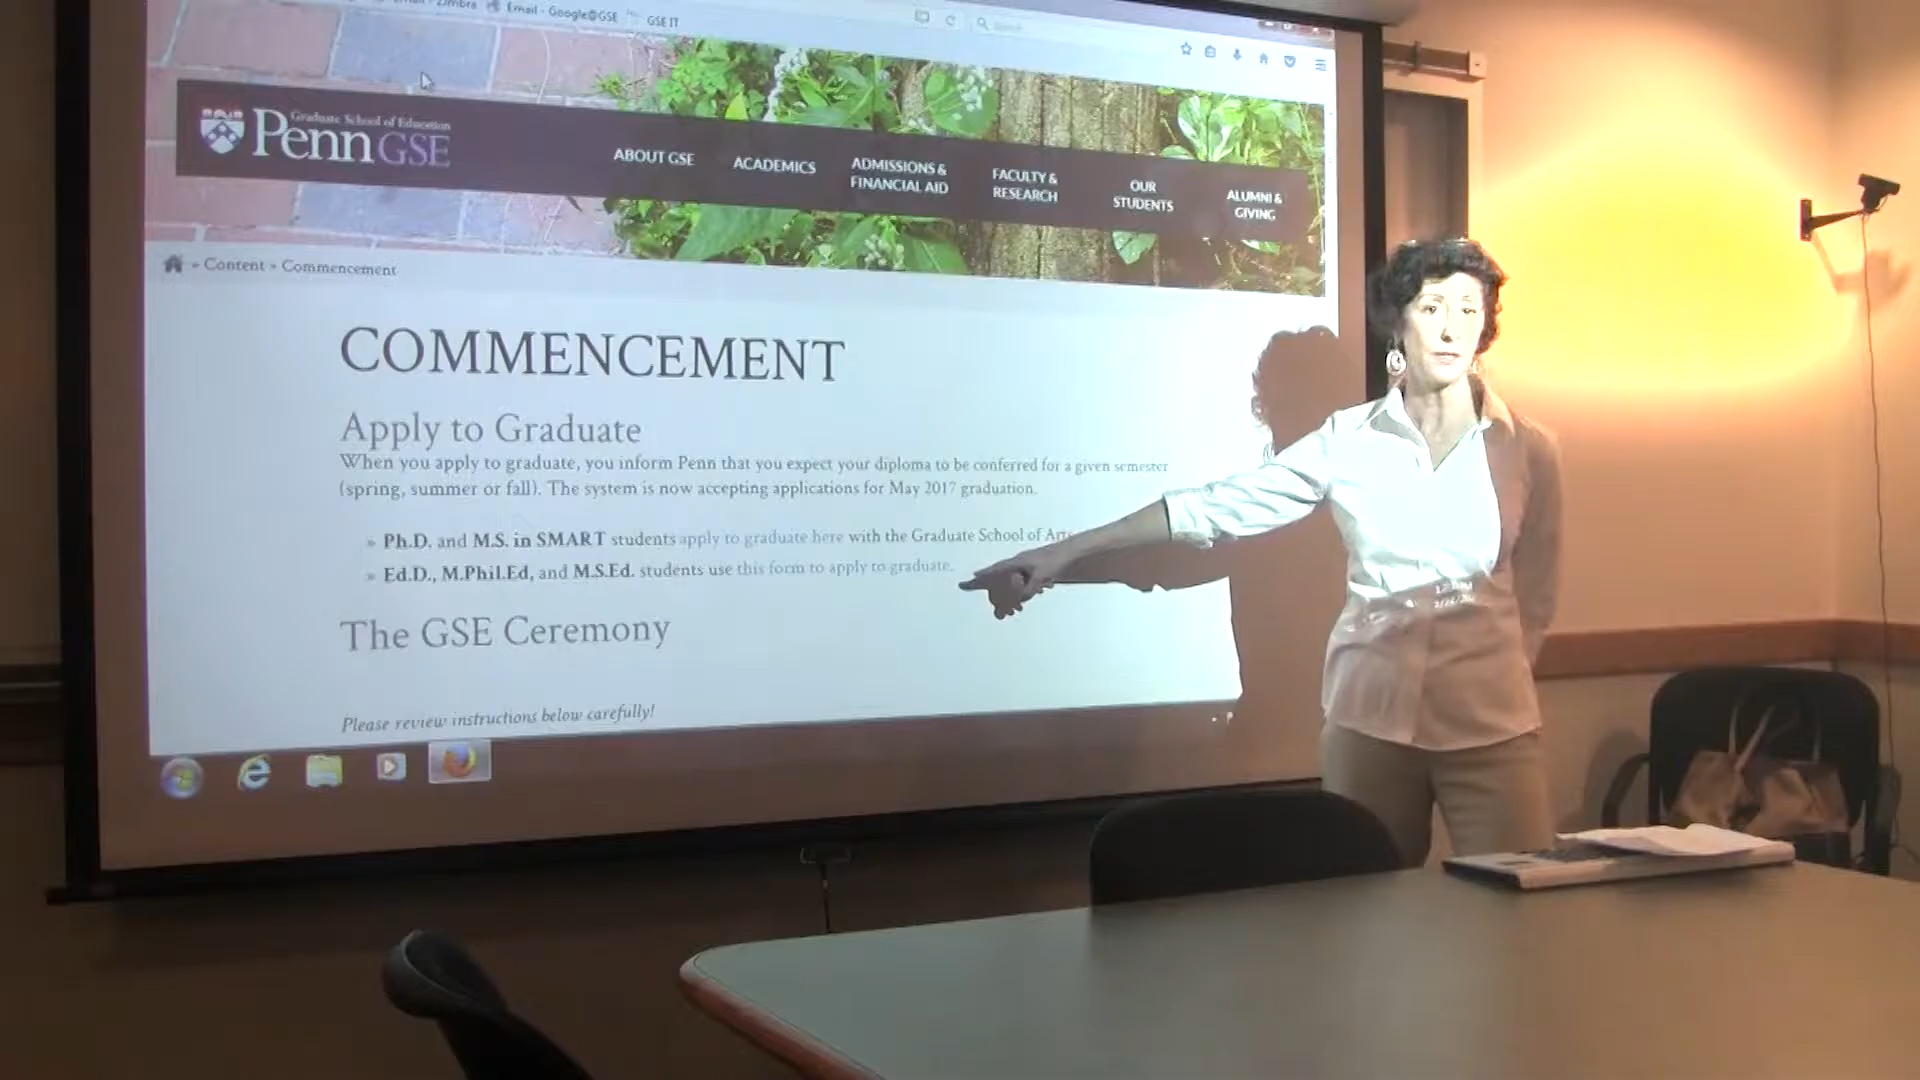 Email - Google@GSE
GSE IT
Graduate School of Education
Penn GSE
ABOUT GSE
ACADEMICS
ADMISSIONS &
FINANCIAL AID
FACULTY &
RESEARCH
OUR
STUDENTS
ALUMNI &
GIVING
» Content » Commencement
COMMENCEMENT
Apply to Graduate
When you apply to graduate, you inform Penn that you expect your diploma to be conferred for a given semester
(spring, summer or fall). The system is now accepting applications for May 2017 graduation.
» Ph.D. and M.S. in SMART students apply to graduate here with the Graduate School of Arts
» Ed.D., M.Phil.Ed, and M.S.Ed. students use this form to apply to graduate.
The GSE Ceremony
Please review instructions below carefully!